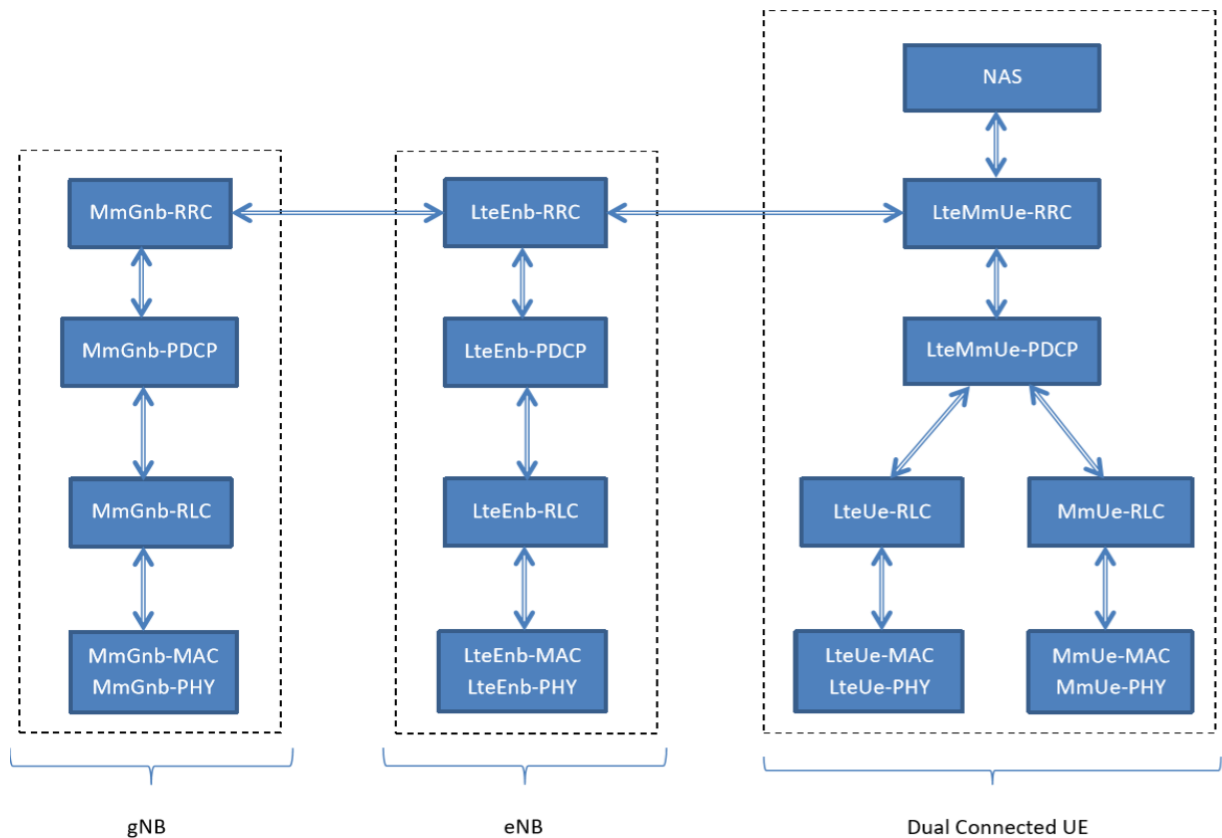 NAS
MmGnb-RRC
LteEnb-RRC
LteMmUe-RRC
MmGnb-PDCP
LteEnb-PDCP
LteMmUe-PDCP
MmGnb-RLC
LteEnb-RLC
LteUe-RLC
MmUe-RLC
MmGnb-MAC
MmGnb-PHY
LteEnb-MAC
LteEnb-PHY
LteUe-MAC
LteUe-PHY
MmUe-MAC
MmUe-PHY
gNB
eNB
Dual Connected UE